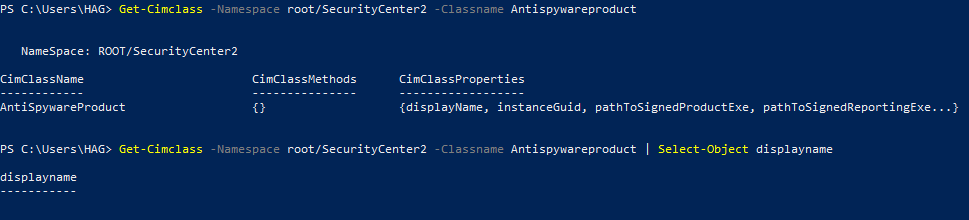 PS C:\Users\HAG> Get-Cimclass -Namespace root/SecurityCenter2 -Classname Antispywareproduct
NameSpace: ROOT/SecurityCenter2
CimClassName CimClassMethods CimClassProperties
------------ --------------- ------------------
AntiSpywareProduct {} {displayName, instanceGuid, pathToSignedProductExe, pathToSignedReportingExe...}
PS C:\Users\HAG> Get-Cimclass -Namespace root/SecurityCenter2 -Classname Antispywareproduct | Select-Object displayname
displayname
-----------